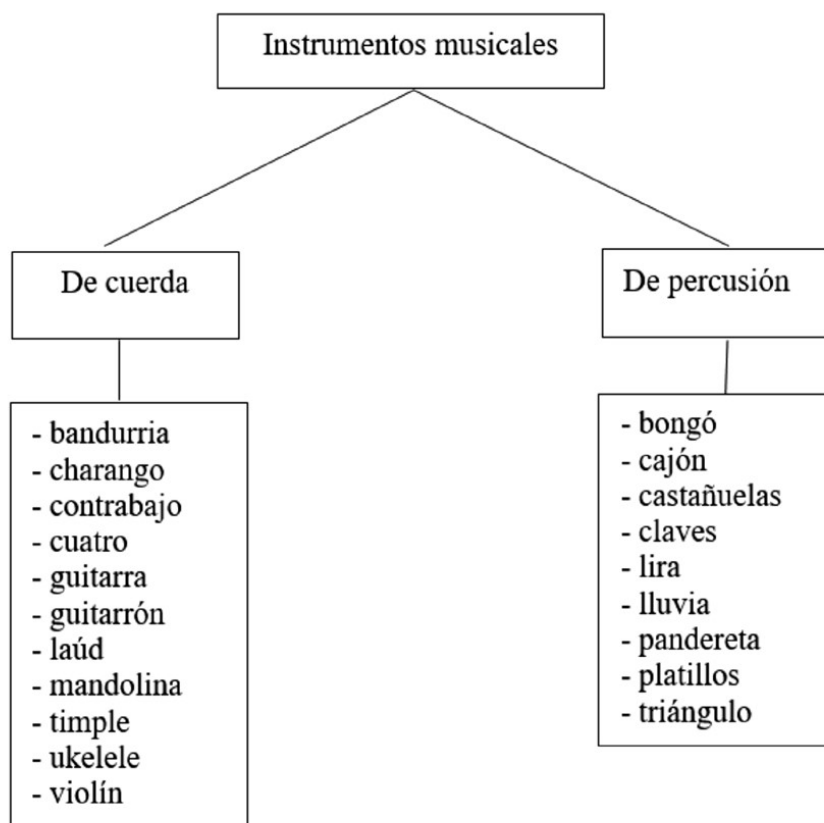 Instrumentos musicales
De cuerda
- bandurria
- charango
- contrabajo
- cuatro
- guitarra
- guitarrón
- laúd
- mandolina
- timple
- ukelele
- violín
De percusión
- bongó
- cajón
- castañuelas
- claves
- lira
- lluvia
- pandereta
- platillos
- triángulo